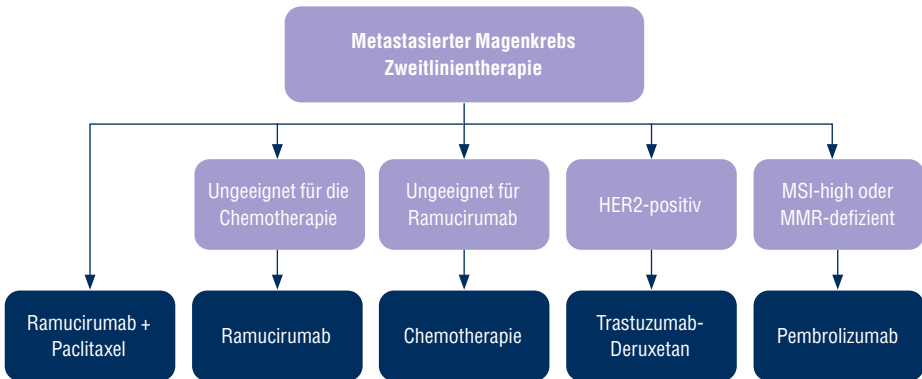 Metastasierter Magenkrebs
Zweitlinientherapie
Ungeeignet für die
Chemotherapie
Ungeeignet für
Ramucirumab
HER2-positiv
MSI-high oder
MMR-defizient
Ramucirumab +
Paclitaxel
Ramucirumab
Chemotherapie
Trastuzumab-
Deruxetan
Pembrolizumab